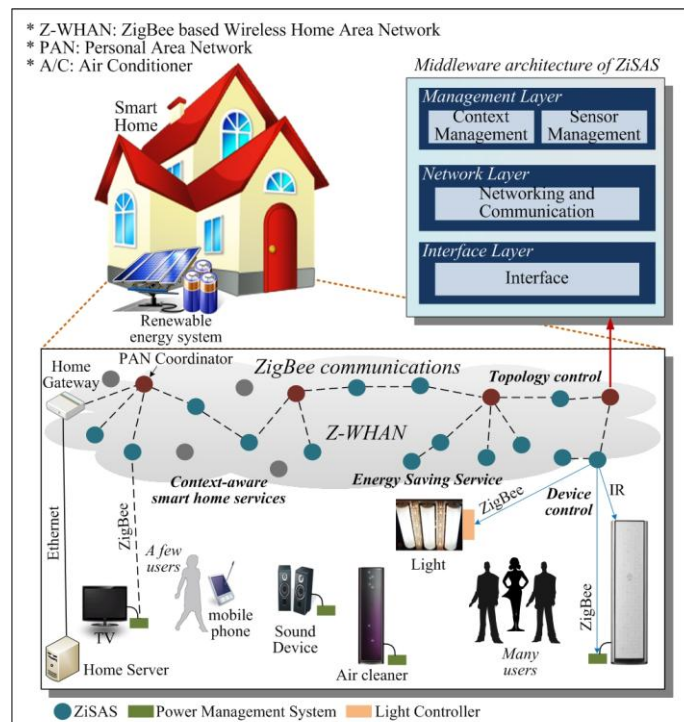 * Z-WHAN: ZigBee based Wireless Home Area Network
* PAN: Personal Area Network
* A/C: Air Conditioner
Smart
Home
Renewable
energy system
Middleware architecture of ZiSAS
Management Layer
Context
Management
Sensor
Management
Network Layer
Networking and
Communication
Interface Layer
Interface
Home
Gateway
PAN Coordinator
ZigBee communications
Topology control
Z-WHAN
Context-aware
smart home services
Energy Saving Service
Device
control
IR
ZigBee
Ethernet
ZigBee
A few
users
mobile
phone
Light
ZigBee
TV
Sound
Device
Air cleaner
Many
users
Home Server
ZiSAS
Power Management System
Light Controller